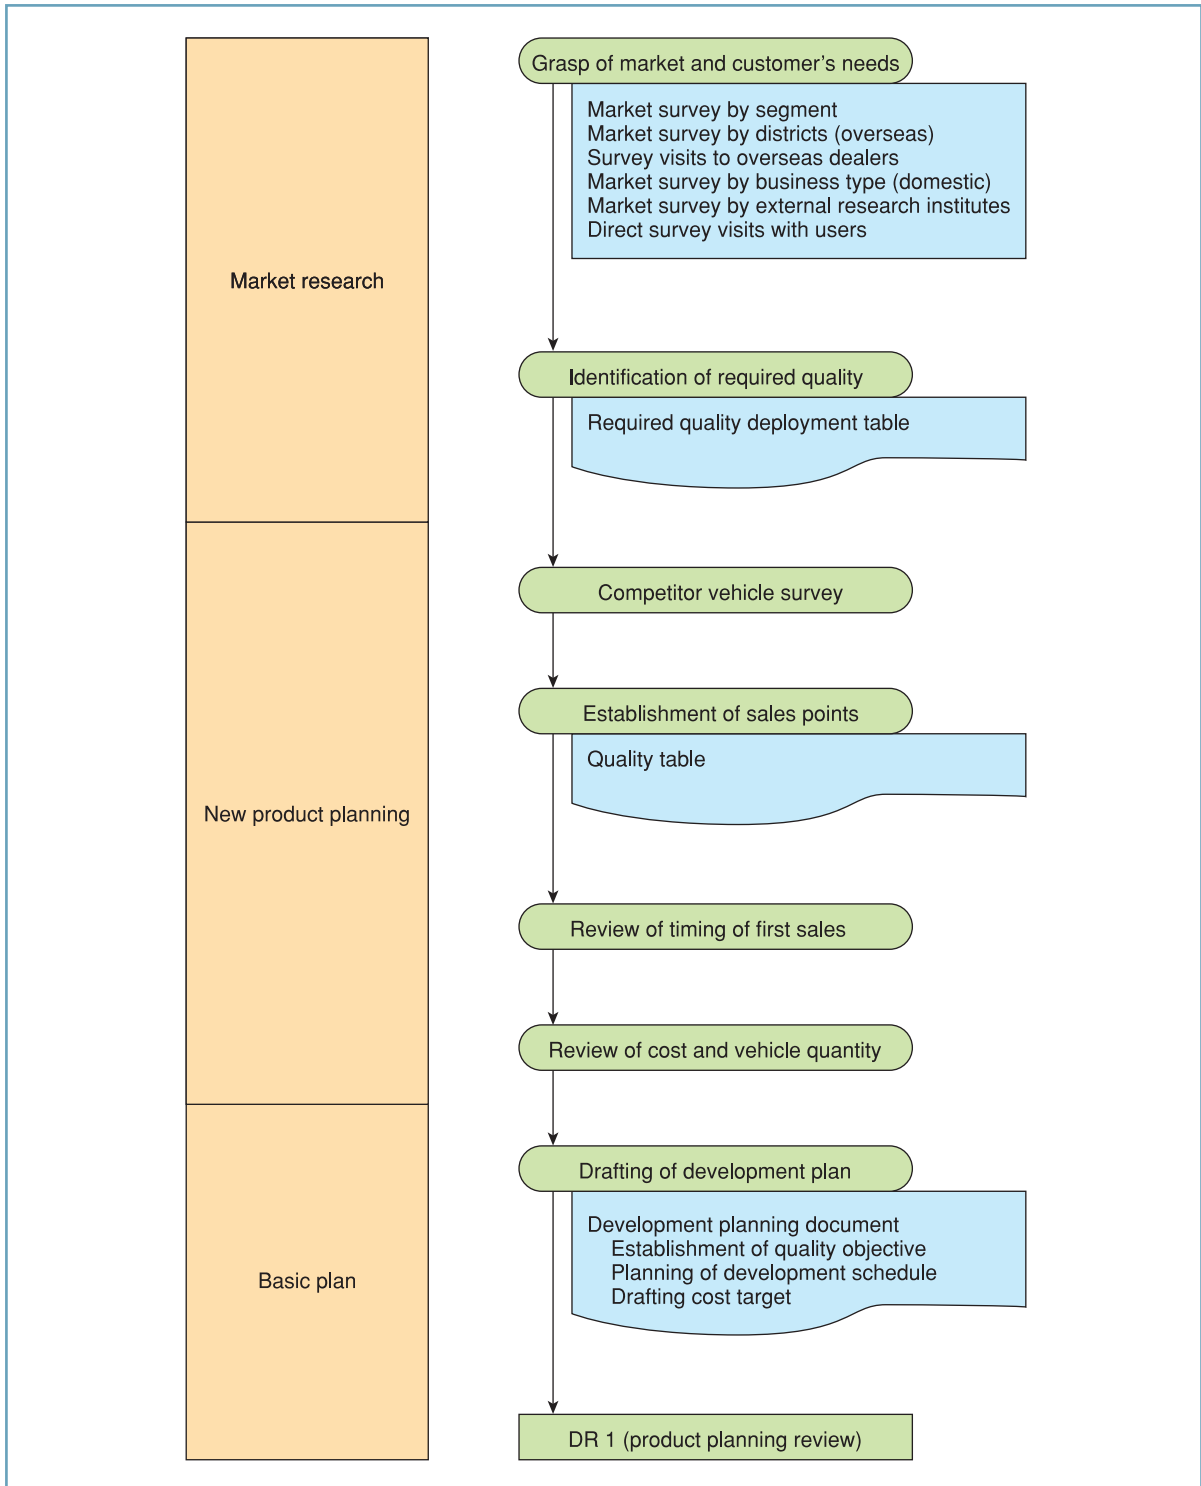 Market research
Grasp of market and customer's needs
Market survey by segment
Market survey by districts (overseas)
Survey visits to overseas dealers
Market survey by business type (domestic)
Market survey by external research institutes
Direct survey visits with users
Identification of required quality
Required quality deployment table
New product planning
Competitor vehicle survey
Establishment of sales points
Quality table
Review of timing of first sales
Review of cost and vehicle quantity
Basic plan
Drafting of development plan
Development planning document
Establishment of quality objective
Planning of development schedule
Drafting cost target
DR 1 (product planning review)